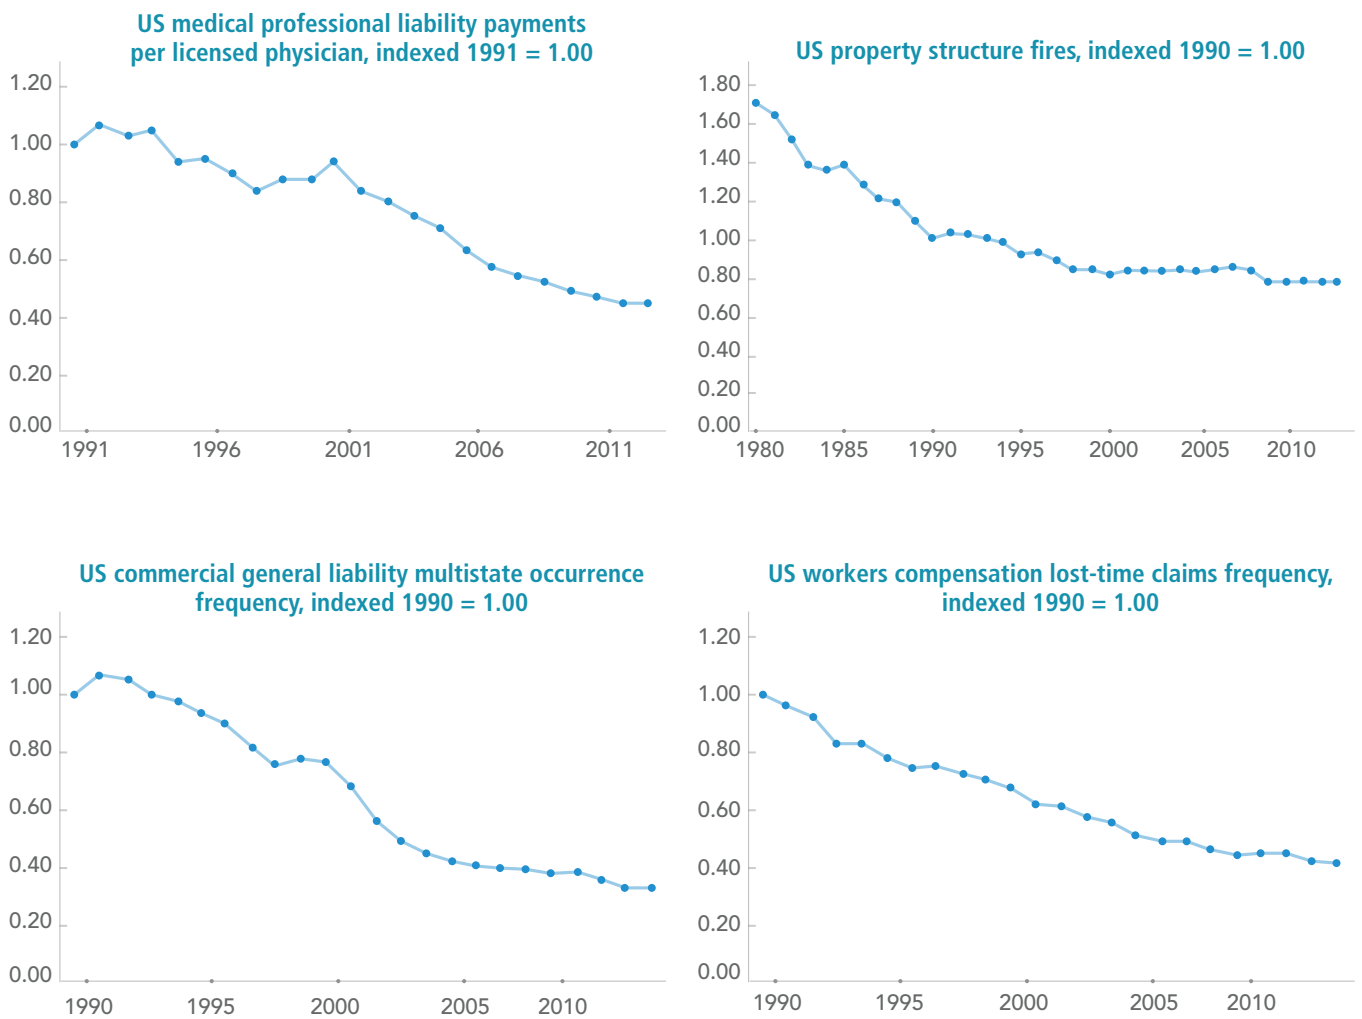 US medical professional liability payments
per licensed physician, indexed 1991 = 1.00
1.20
1.00
0.80
0.60
0.40
0.20
0.00
1991 1996 2001 2006 2011
US property structure fires, indexed 1990 = 1.00
1.80
1.60
1.40
1.20
1.00
0.80
0.60
0.40
0.20
0.00
1980 1985 1990 1995 2000 2005 2010
US commercial general liability multistate occurrence
frequency, indexed 1990 = 1.00
1.20
1.00
0.80
0.60
0.40
0.20
0.00
1990 1995 2000 2005 2010
US workers compensation lost-time claims frequency,
indexed 1990 = 1.00
1.20
1.00
0.80
0.60
0.40
0.20
0.00
1990 1995 2000 2005 2010